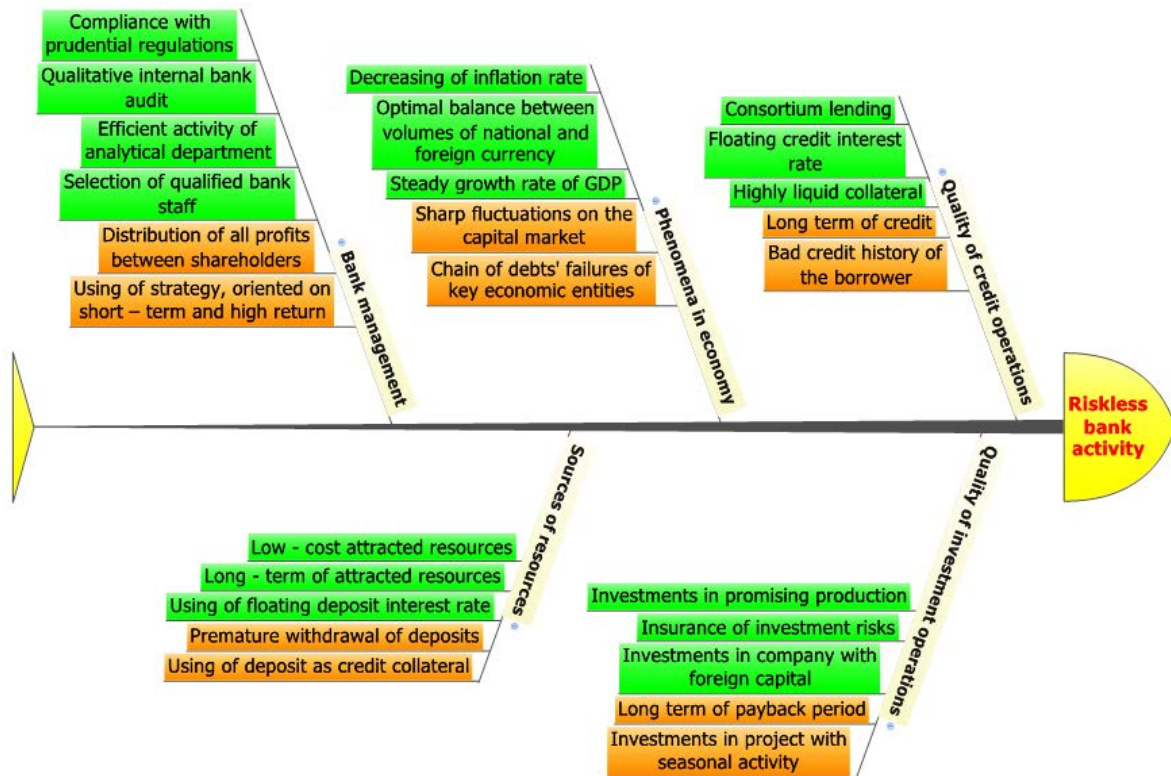 Compliance with
prudential regulations
Qualitative internal bank
audit
Efficient activity of
analytical department
Selection of qualified bank
staff
Distribution of all profits
between shareholders
Using of strategy, oriented on
short – term and high return
Bank management
Decreasing of inflation rate
Optimal balance between
volumes of national and
foreign currency
Steady growth rate of GDP
Sharp fluctuations on the
capital market
Chain of debts' failures of
key economic entities
Phenomena in economy
Consortium lending
Floating credit interest
rate
Highly liquid collateral
Long term of credit
Bad credit history of
the borrower
Quality of credit operations
Riskless
bank
activity
Sources of resources
Low - cost attracted resources
Long - term of attracted resources
Using of floating deposit interest rate
Premature withdrawal of deposits
Using of deposit as credit collateral
Quality of investment operations
Investments in promising production
Insurance of investment risks
Investments in company with
foreign capital
Long term of payback period
Investments in project with
seasonal activity